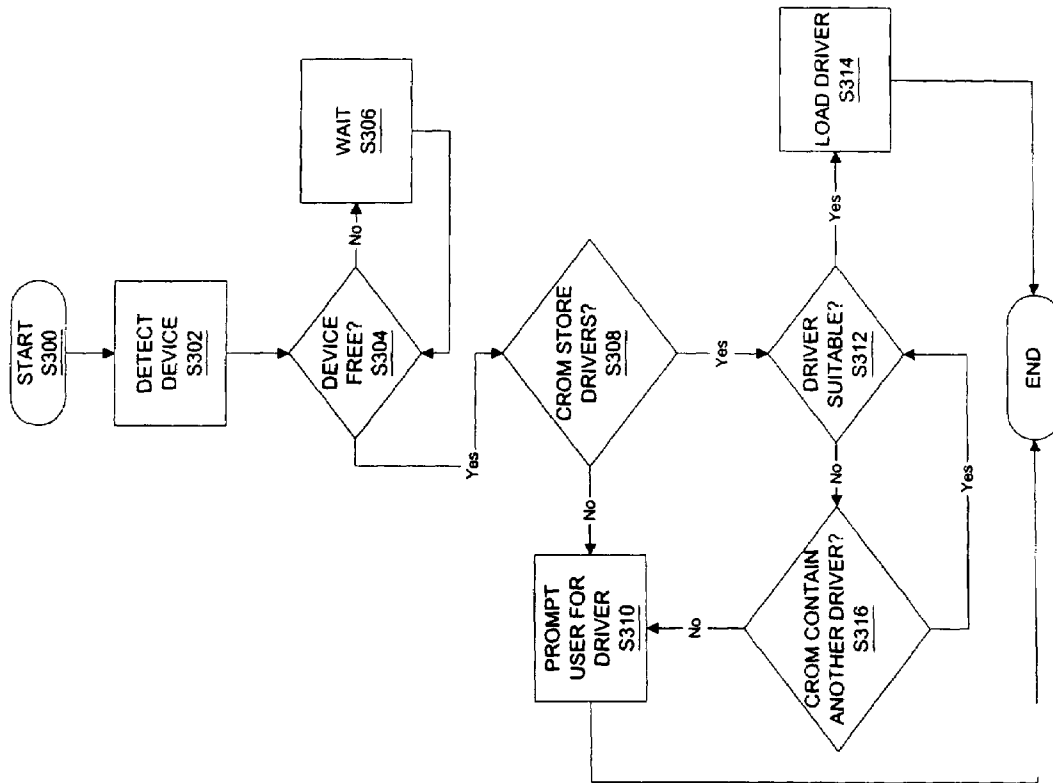 START
S300
DETECT
DEVICE
S302
DEVICE
FREE?
S304
No
WAIT
S306
Yes
CROM STORE
DRIVERS?
S308
No
PROMPT
USER FOR
DRIVER
S310
Yes
DRIVER
SUITABLE?
S312
Yes
LOAD DRIVER
S314
No
CROM CONTAIN
ANOTHER DRIVER?
S316
No
Yes
END